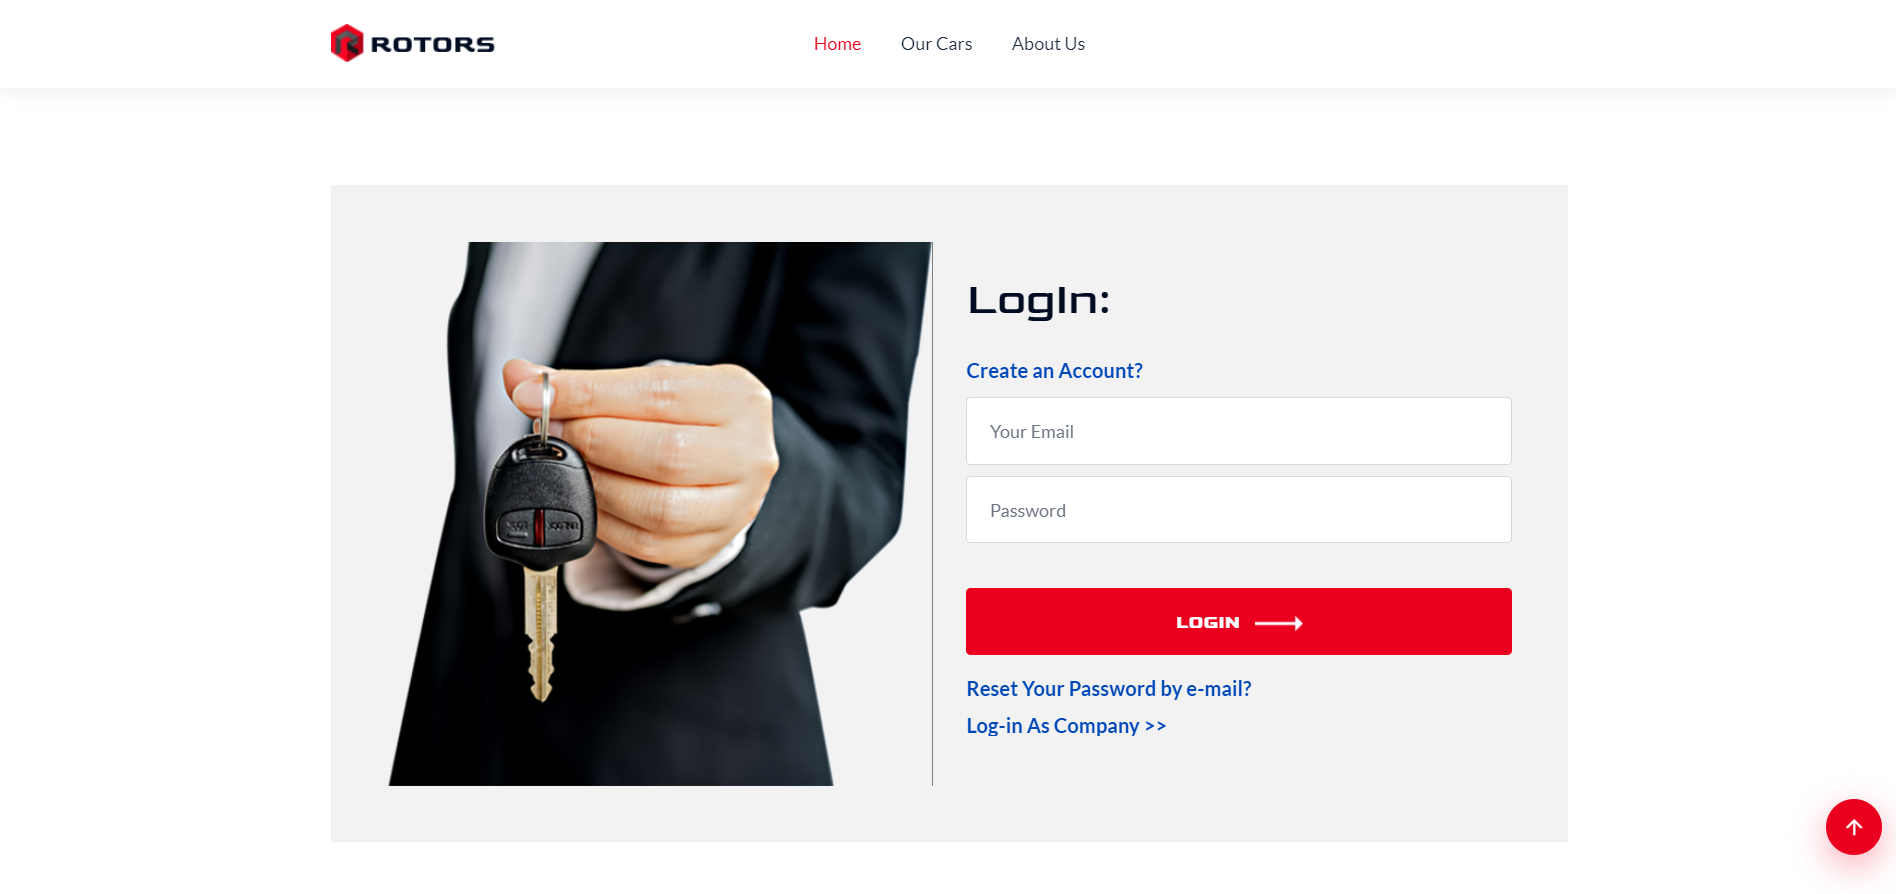 ROTORS
Home Our Cars About Us
LogIn:
Create an Account?
Your Email
Password
LOGIN
Reset Your Password by e-mail?
Log-in As Company >>